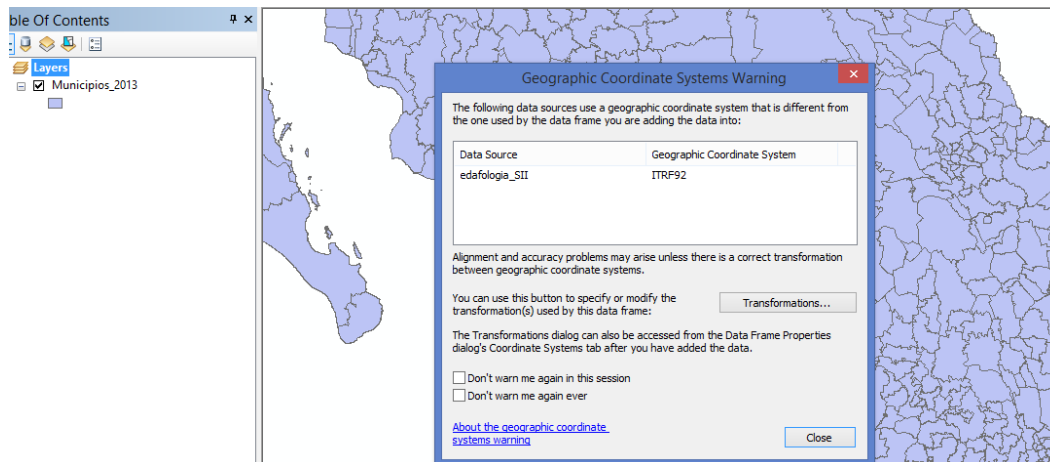 ble Of Contents
Layers
Municipios_2013
Geographic Coordinate Systems Warning
The following data sources use a geographic coordinate system that is different from
the one used by the data frame you are adding the data into:
Data Source Geographic Coordinate System
edafologia_SII ITRF92
Alignment and accuracy problems may arise unless there is a correct transformation
between geographic coordinate systems.
You can use this button to specify or modify the
transformation(s) used by this data frame:
Transformations...
The Transformations dialog can also be accessed from the Data Frame Properties
dialog's Coordinate Systems tab after you have added the data.
Don't warn me again in this session
Don't warn me again ever
About the geographic coordinate
systems warning
Close